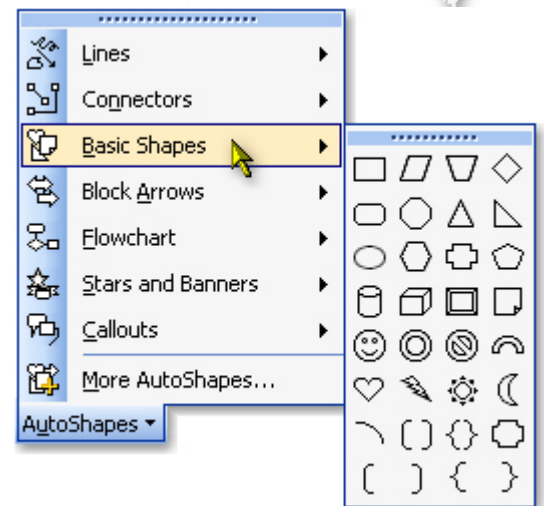 Lines
Connectors
Basic Shapes
Block Arrows
Flowchart
Stars and Banners
Callouts
More AutoShapes...
AutoShapes